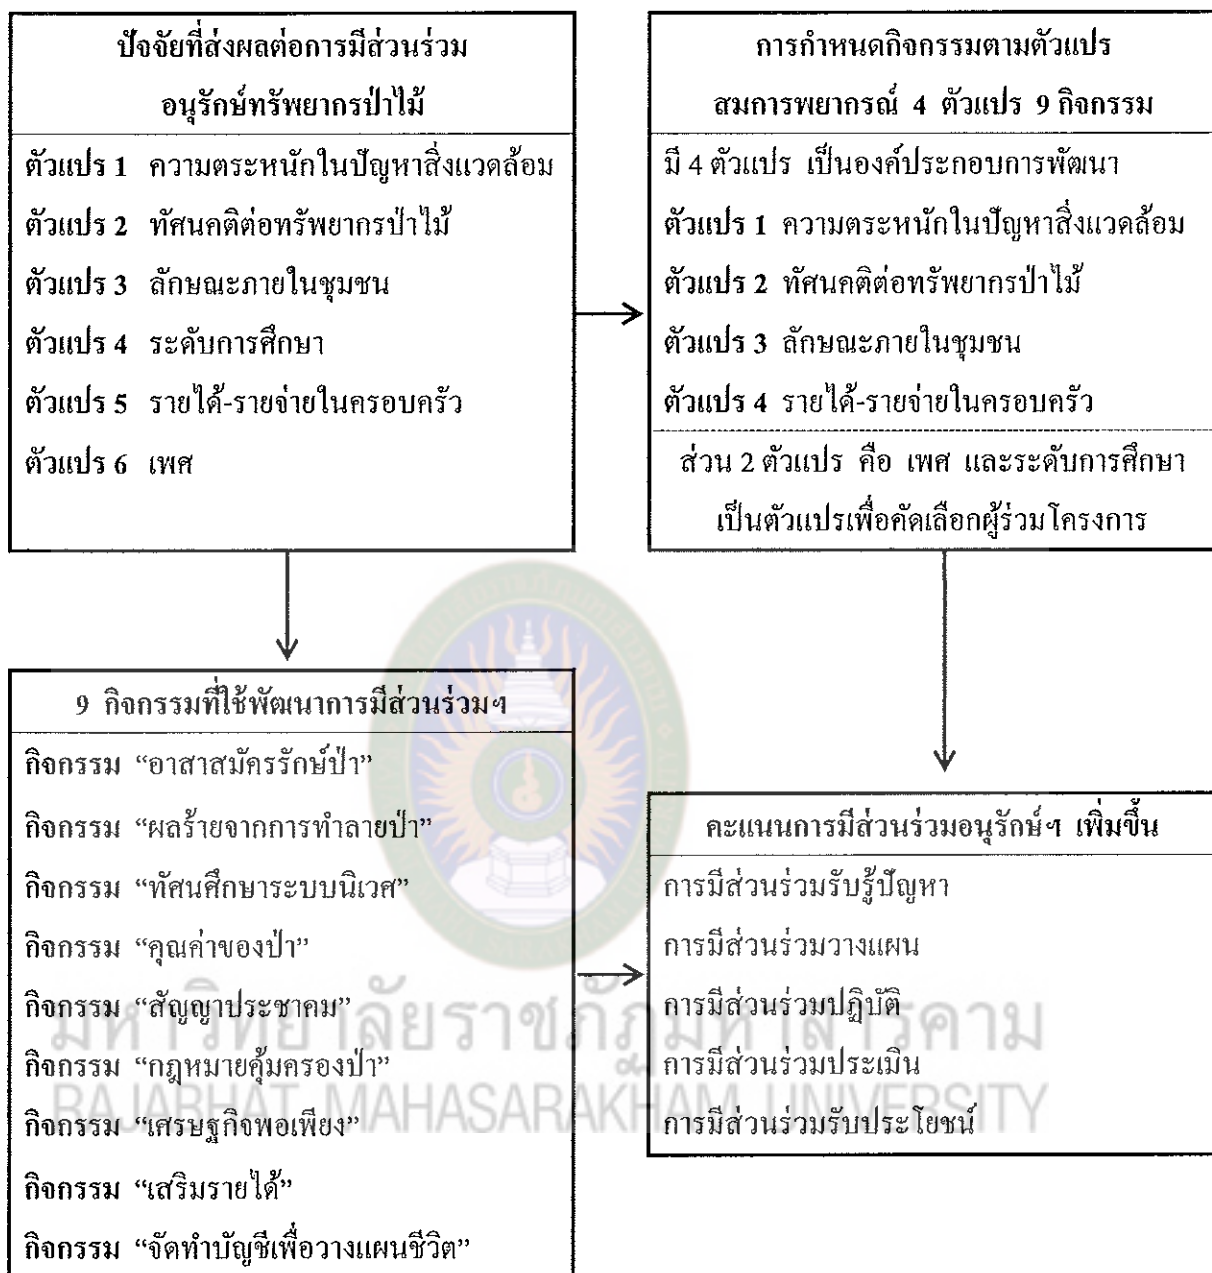 ปัจจัยที่ส่งผลต่อการมีส่วนร่วม
อนุรักษ์ทรัพยากรป่าไม้
ตัวแปร 1 ความตระหนักในปัญหาสิ่งแวดล้อม
ตัวแปร 2 ทัศนคติต่อทรัพยากรป่าไม้
ตัวแปร 3 ลักษณะภายในชุมชน
ตัวแปร 4 ระดับการศึกษา
ตัวแปร 5 รายได้-รายจ่ายในครอบครัว
ตัวแปร 6 เพศ
การกำหนดกิจกรรมตามตัวแปร
สมการพยากรณ์ 4 ตัวแปร 9 กิจกรรม
มี 4 ตัวแปร เป็นองค์ประกอบการพัฒนา
ตัวแปร 1 ความตระหนักในปัญหาสิ่งแวดล้อม
ตัวแปร 2 ทัศนคติต่อทรัพยากรป่าไม้
ตัวแปร 3 ลักษณะภายในชุมชน
ตัวแปร 4 รายได้-รายจ่ายในครอบครัว
ส่วน 2 ตัวแปร คือ เพศ และระดับการศึกษา
เป็นตัวแปรเพื่อคัดเลือกผู้ร่วมโครงการ
9 กิจกรรมที่ใช้พัฒนาการมีส่วนร่วมฯ
กิจกรรม “อาสาสมัครรักษ์ป่า”
กิจกรรม “ผลร้ายจากการทำลายป่า”
กิจกรรม “ทัศนศึกษาระบบนิเวศ”
กิจกรรม “คุณค่าของป่า”
กิจกรรม “สัญญาประชาคม”
กิจกรรม “กฎหมายคุ้มครองป่า”
กิจกรรม “เศรษฐกิจพอเพียง”
กิจกรรม “เสริมรายได้”
กิจกรรม “จัดทำบัญชีเพื่อวางแผนชีวิต”
คะแนนการมีส่วนร่วมอนุรักษ์ฯ เพิ่มขึ้น
การมีส่วนร่วมรับรู้ปัญหา
การมีส่วนร่วมวางแผน
การมีส่วนร่วมปฏิบัติ
การมีส่วนร่วมประเมิน
การมีส่วนร่วมรับประโยชน์
มหาวิทยาลัยราชภัฏมหาสารคาม
RAJABHAT MAHASARAKHAM UNIVERSITY